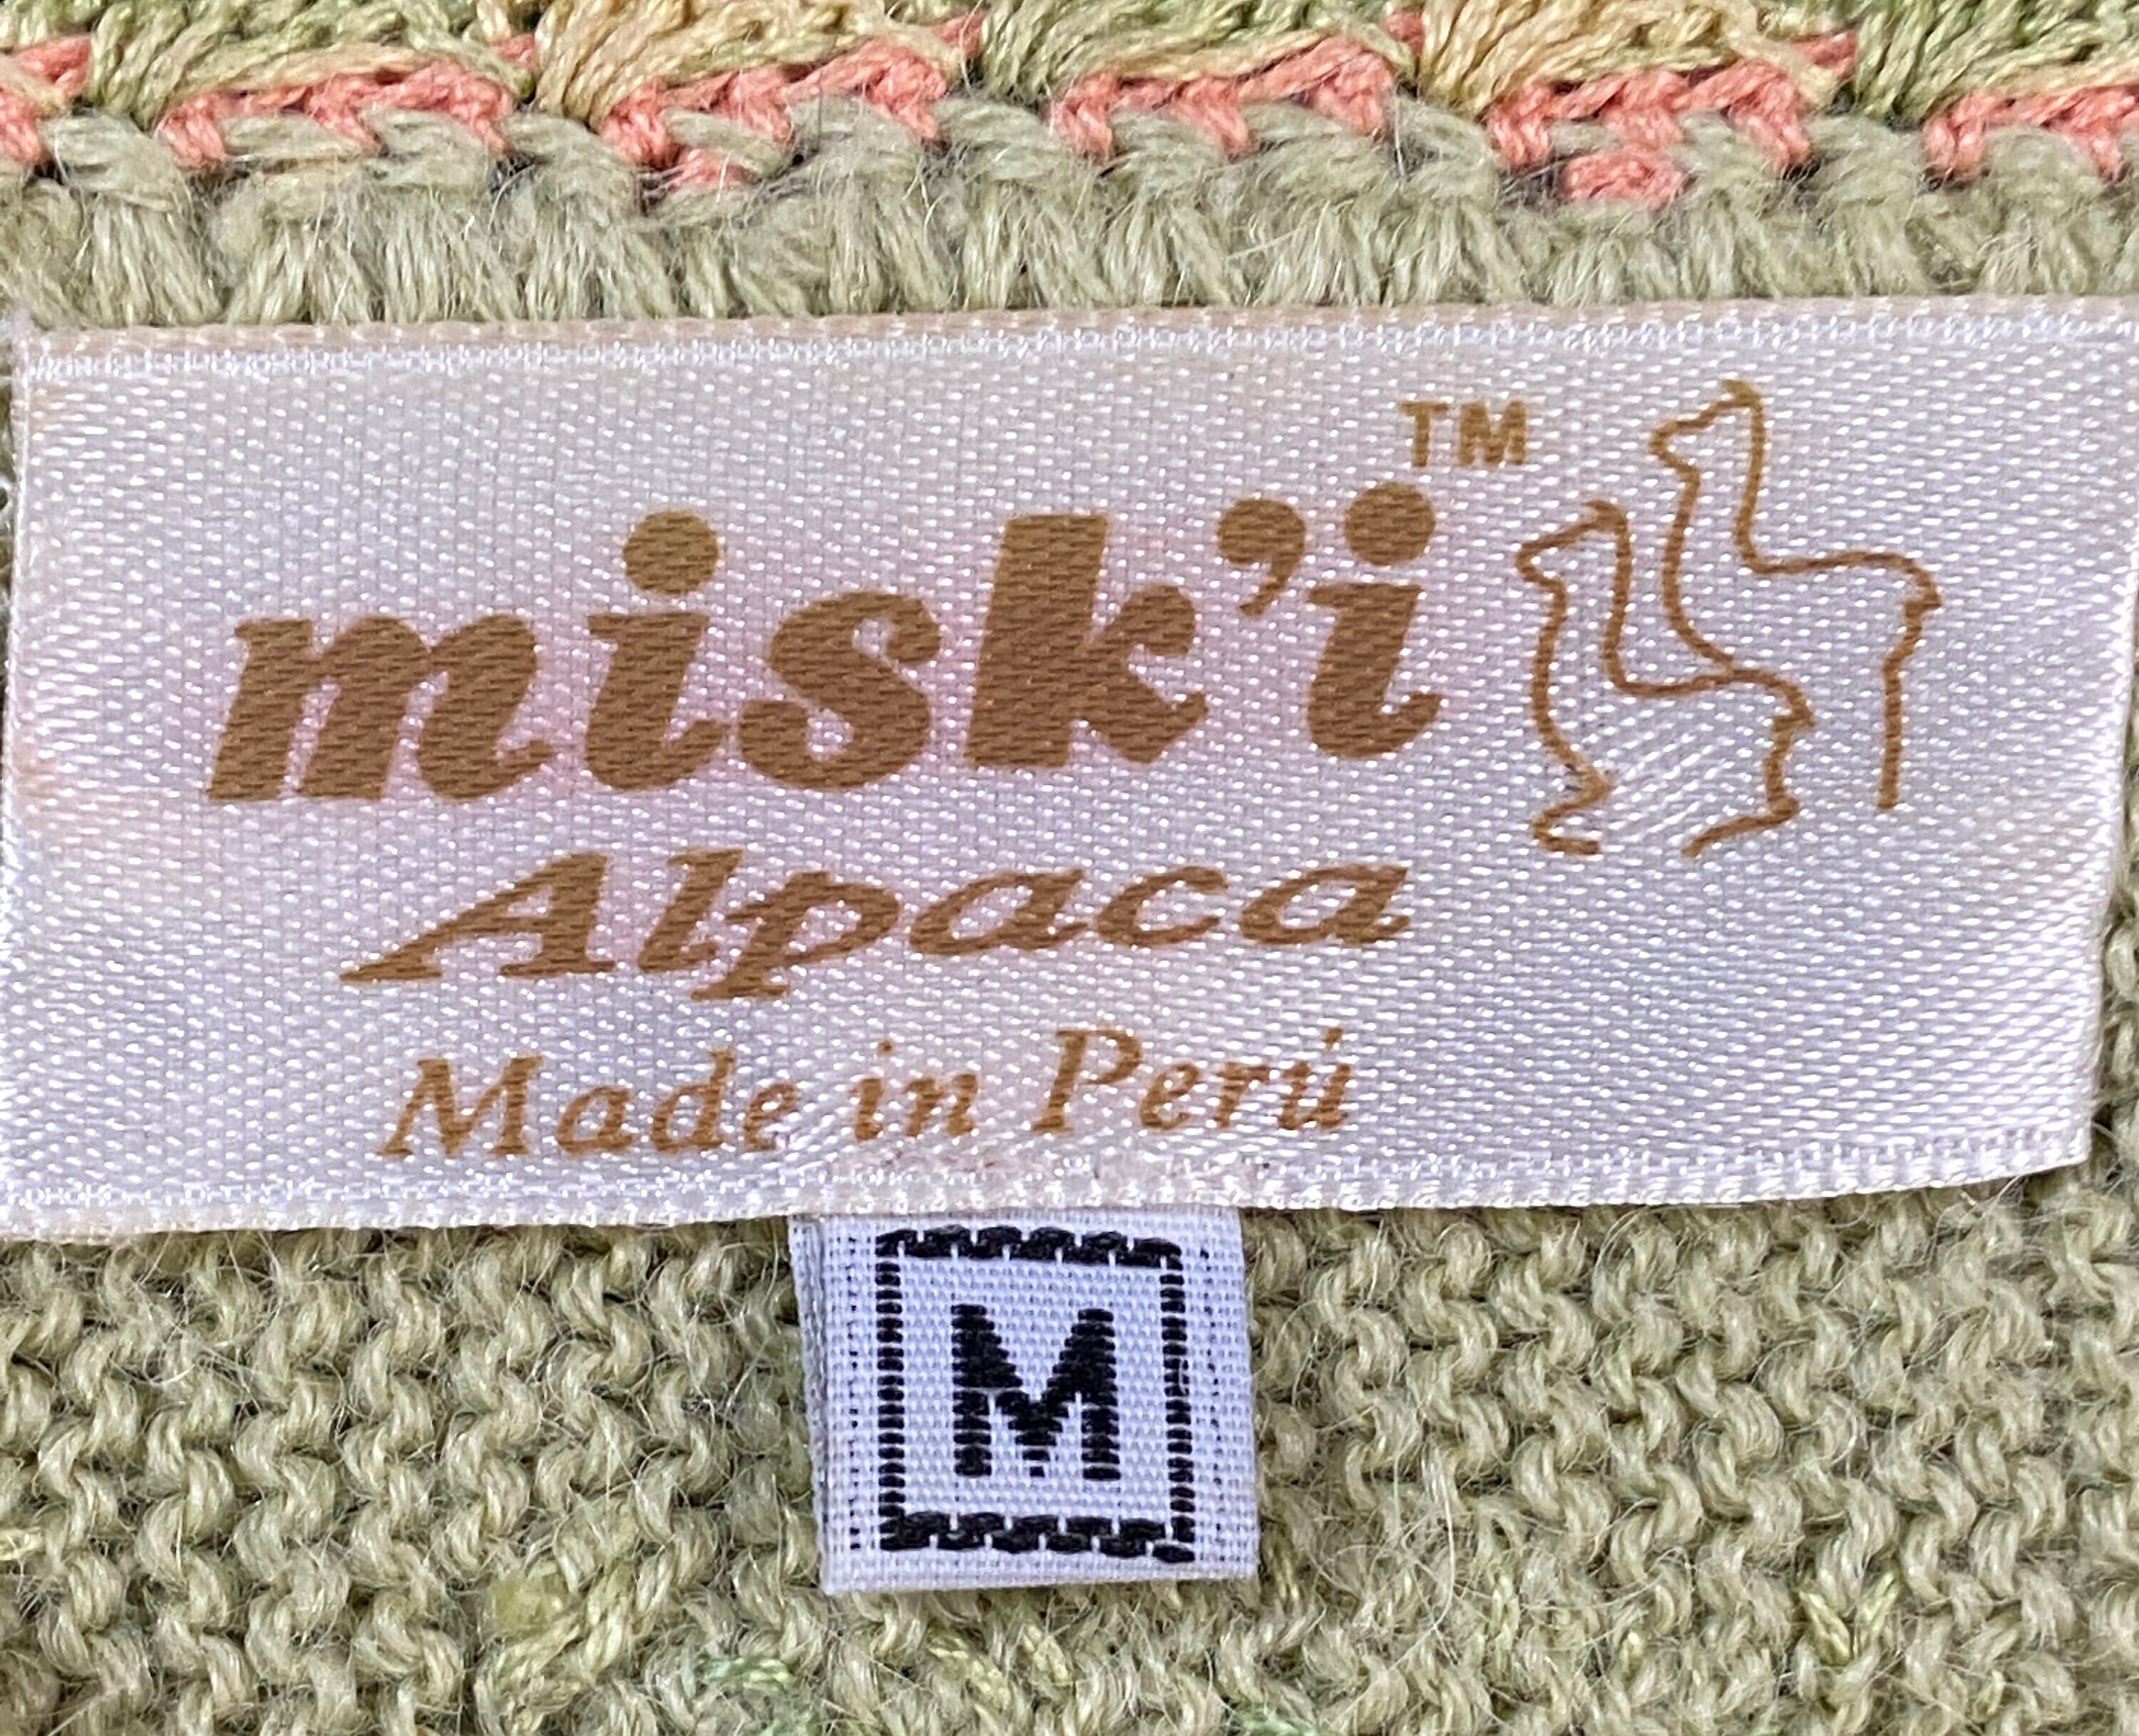 misk’i™
Alpaca
Made in Perú
M